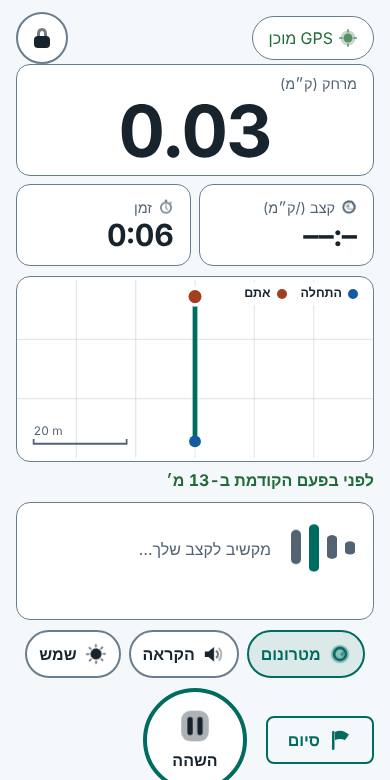 GPS מוכן
מרחק (ק״מ)
0.03
קצב (/ק״מ)
—:—
זמן
0:06
התחלה
אתם
20 m
לפני בפעם הקודמת ב-13 מ׳
מקשיב לקצב שלך...
מטרונום
הקראה
שמש
סיום
השהה